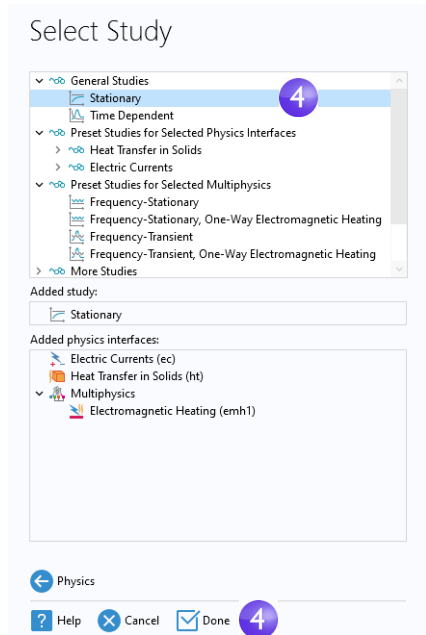 Select Study
General Studies
Stationary
4
Time Dependent
Preset Studies for Selected Physics Interfaces
Heat Transfer in Solids
Electric Currents
Preset Studies for Selected Multiphysics
Frequency-Stationary
Frequency-Stationary, One-Way Electromagnetic Heating
Frequency-Transient
Frequency-Transient, One-Way Electromagnetic Heating
More Studies
Added study:
Stationary
Added physics interfaces:
Electric Currents (ec)
Heat Transfer in Solids (ht)
Multiphysics
Electromagnetic Heating (emh1)
Physics
? Help Cancel Done 4